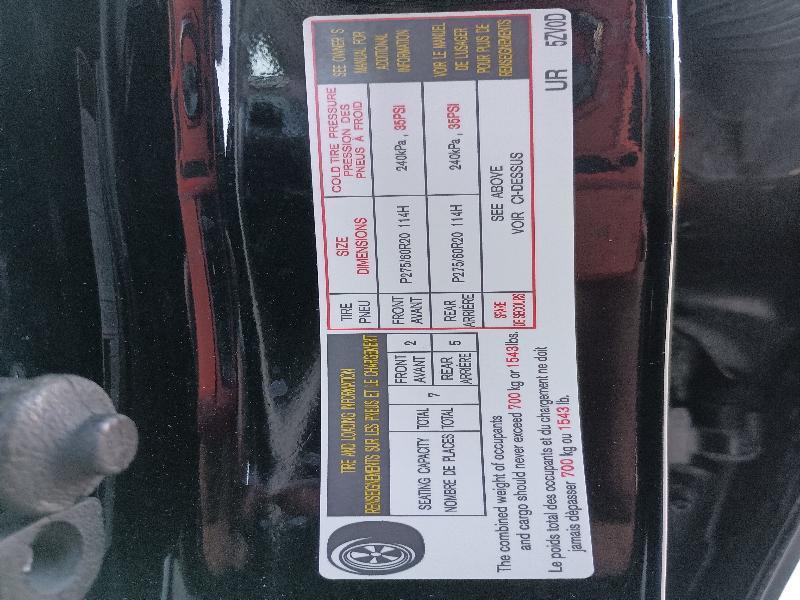 TIRE AND LOADING INFORMATION
RENSEIGNEMENTS SUR LES PNEUS ET LE CHARGEMENT
SEATING CAPACITY
NOMBRE DE PLACES
TOTAL
TOTAL
7
FRONT
AVANT
2
REAR
ARRIÈRE
5
The combined weight of occupants
and cargo should never exceed 700 kg or 1543lbs.
Le poids total des occupants et du chargement ne doit
jamais dépasser 700 kg ou 1543 lb.
TIRE
PNEU
SIZE
DIMENSIONS
COLD TIRE PRESSURE
PRESSION DES
PNEUS À FROID
SEE OWNER'S
MANUAL FOR
ADDITIONAL
INFORMATION
VOIR LE MANUEL
DE L'USAGER
POUR PLUS DE
RENSEIGNEMENTS
FRONT
AVANT
P275/60R20 114H
240kPa, 35PSI
REAR
ARRIÈRE
P275/60R20 114H
240kPa, 35PSI
SPARE
DE SECOURS
SEE ABOVE
VOIR CI-DESSUS
UR 5ZV0D